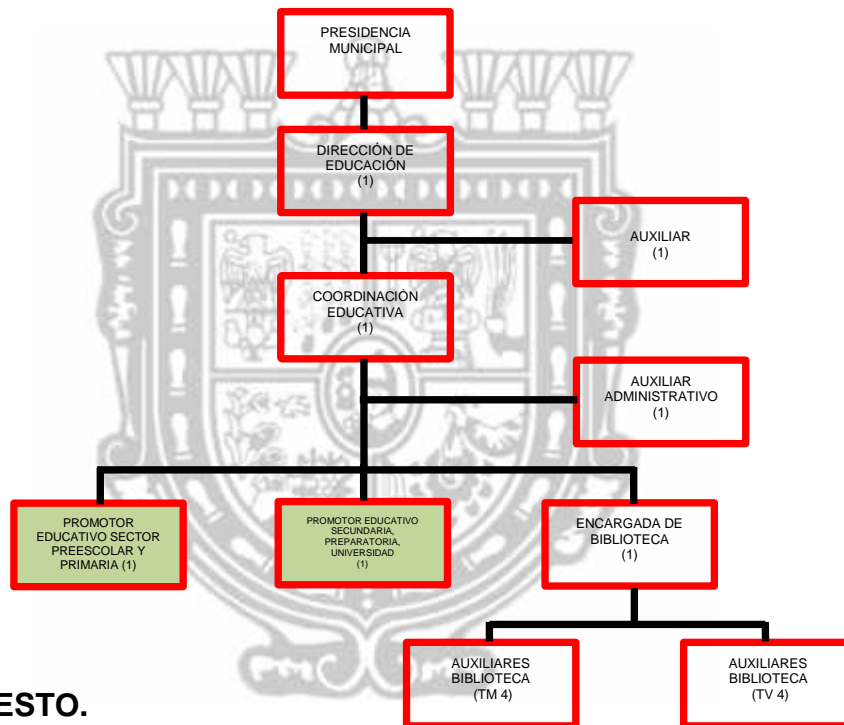 PRESIDENCIA
MUNICIPAL
DIRECCIÓN DE
EDUCACIÓN
(1)
AUXILIAR
(1)
COORDINACIÓN
EDUCATIVA
(1)
AUXILIAR
ADMINISTRATIVO
(1)
PROMOTOR
EDUCATIVO SECTOR
PREESCOLAR Y
PRIMARIA (1)
PROMOTOR EDUCATIVO
SECUNDARIA,
PREPARATORIA,
UNIVERSIDAD
(1)
ENCARGADA DE
BIBLIOTECA
(1)
AUXILIARES
BIBLIOTECA
(TM 4)
AUXILIARES
BIBLIOTECA
(TV 4)
ESTO.